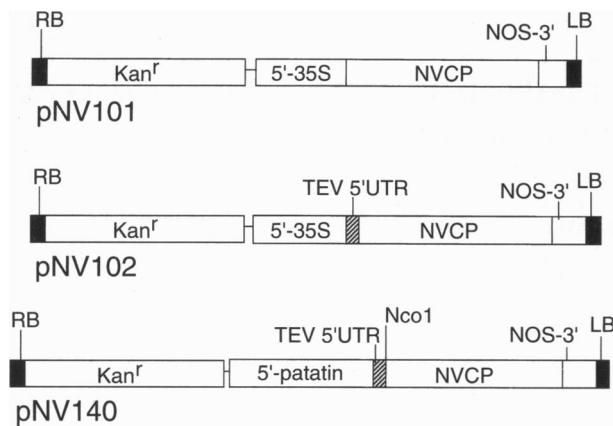 RB NOS-3' LB
Kanr 5'-35S NVCP
pNV101
RB TEV 5'UTR NOS-3' LB
Kanr 5'-35S NVCP
pNV102
Nco1
RB TEV 5'UTR NOS-3' LB
Kanr 5'-patatin NVCP
pNV140